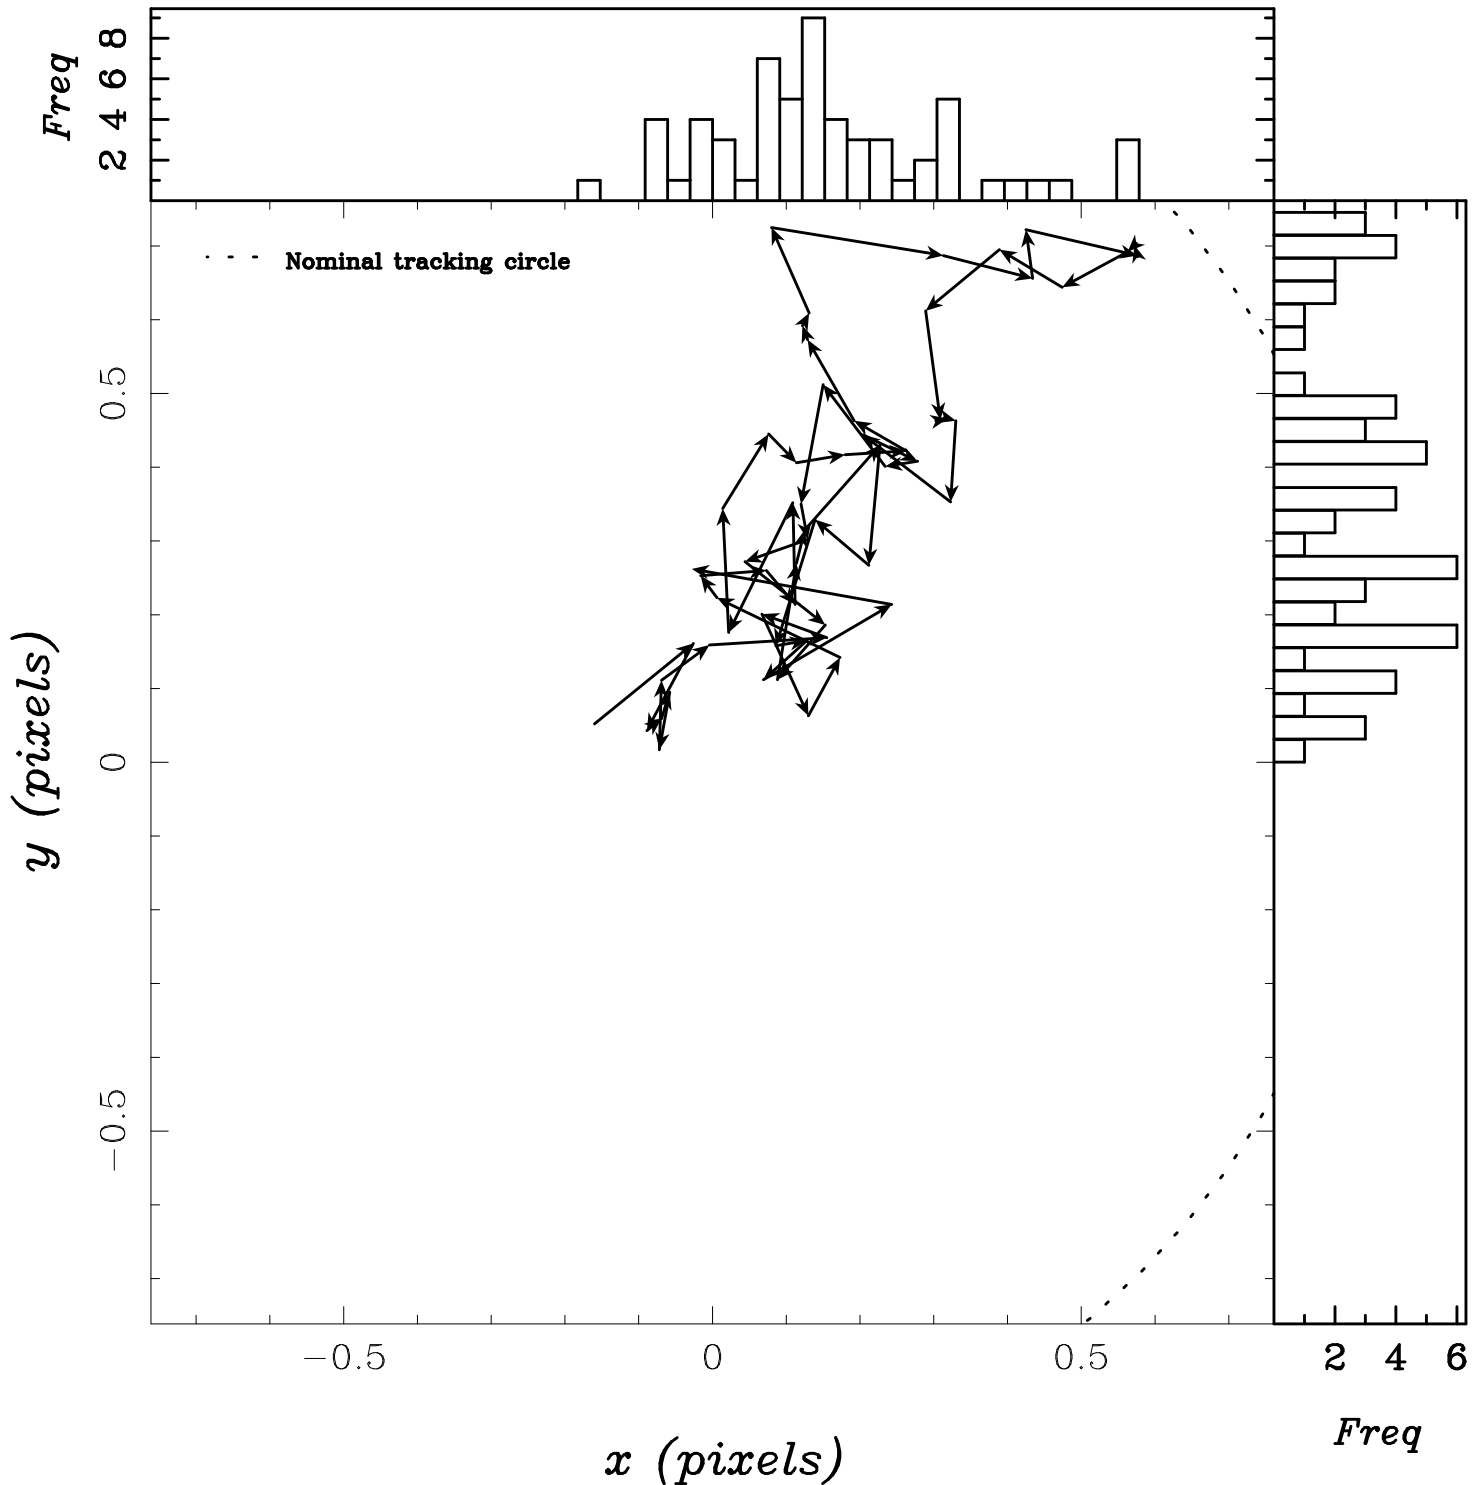 Freq
2 4 6 8
Nominal tracking circle
y (pixels)
0.5
0
−0.5
−0.5 0 0.5
x (pixels)
2 4 6
Freq